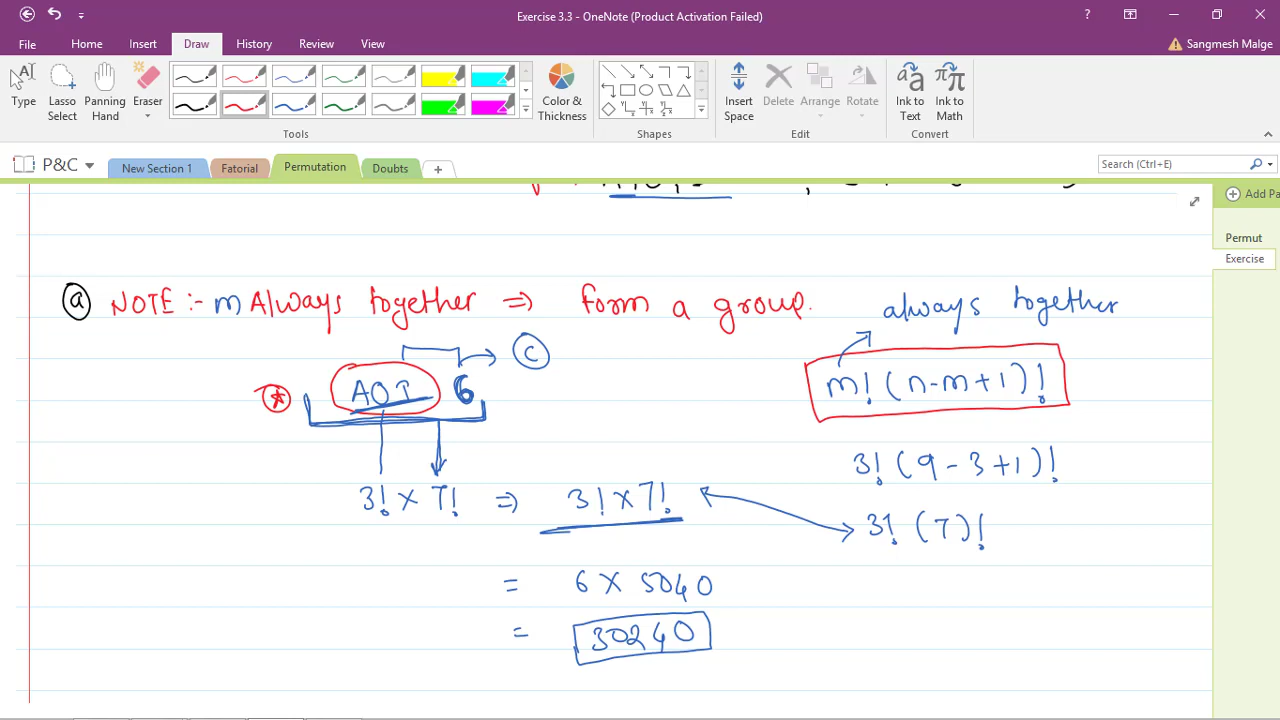 Exercise 3.3 - OneNote (Product Activation Failed)
?
File Home Insert Draw History Review View
Sangmesh Malge
Type
Lasso Select
Panning Hand
Eraser
Color & Thickness
Insert Space
Delete
Arrange
Rotate
Ink to Text
Ink to Math
Tools Shapes Edit Convert
P&C New Section 1 Fatorial Permutation Doubts +
Search (Ctrl+E)
Add Pa
Permut
Exercise
a NOTE :- m Always together ⇒ form a group. always together
C
* AOI 6
m! (n-m+1)!
3! (9-3+1)!
3! × 7! ⇒ 3! × 7!
3! (7)!
= 6 × 5040
= 30240